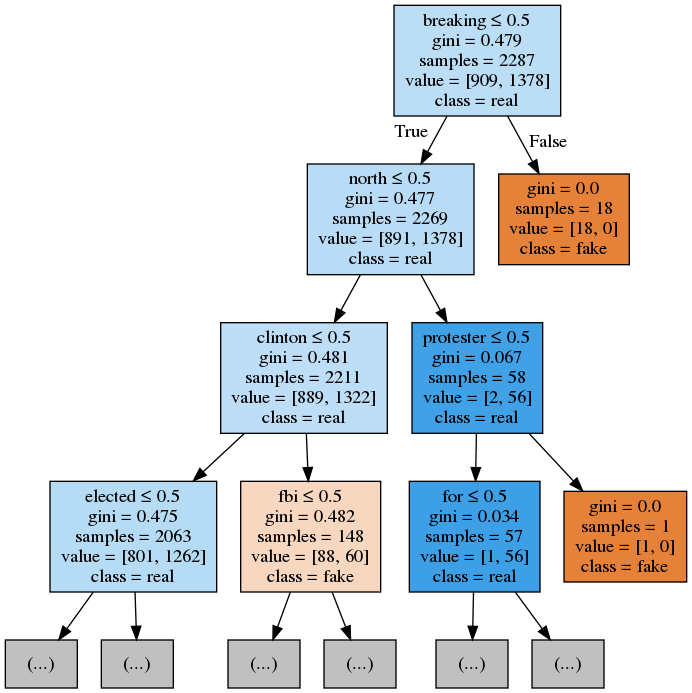 breaking ≤ 0.5
gini = 0.479
samples = 2287
value = [909, 1378]
class = real
True
False
north ≤ 0.5
gini = 0.477
samples = 2269
value = [891, 1378]
class = real
gini = 0.0
samples = 18
value = [18, 0]
class = fake
clinton ≤ 0.5
gini = 0.481
samples = 2211
value = [889, 1322]
class = real
protester ≤ 0.5
gini = 0.067
samples = 58
value = [2, 56]
class = real
elected ≤ 0.5
gini = 0.475
samples = 2063
value = [801, 1262]
class = real
fbi ≤ 0.5
gini = 0.482
samples = 148
value = [88, 60]
class = fake
for ≤ 0.5
gini = 0.034
samples = 57
value = [1, 56]
class = real
gini = 0.0
samples = 1
value = [1, 0]
class = fake
(...)
(...)
(...)
(...)
(...)
(...)